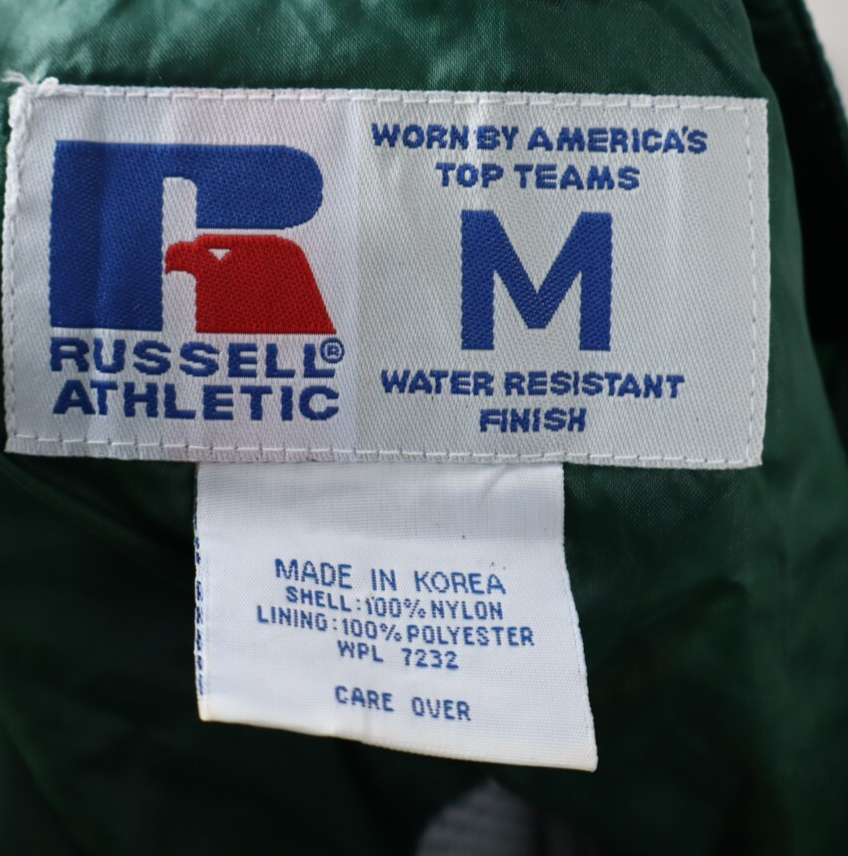 RUSSELL®
ATHLETIC
WORN BY AMERICA'S
TOP TEAMS
M
WATER RESISTANT
FINISH
MADE IN KOREA
SHELL:100% NYLON
LINING:100% POLYESTER
WPL 7232
CARE OVER